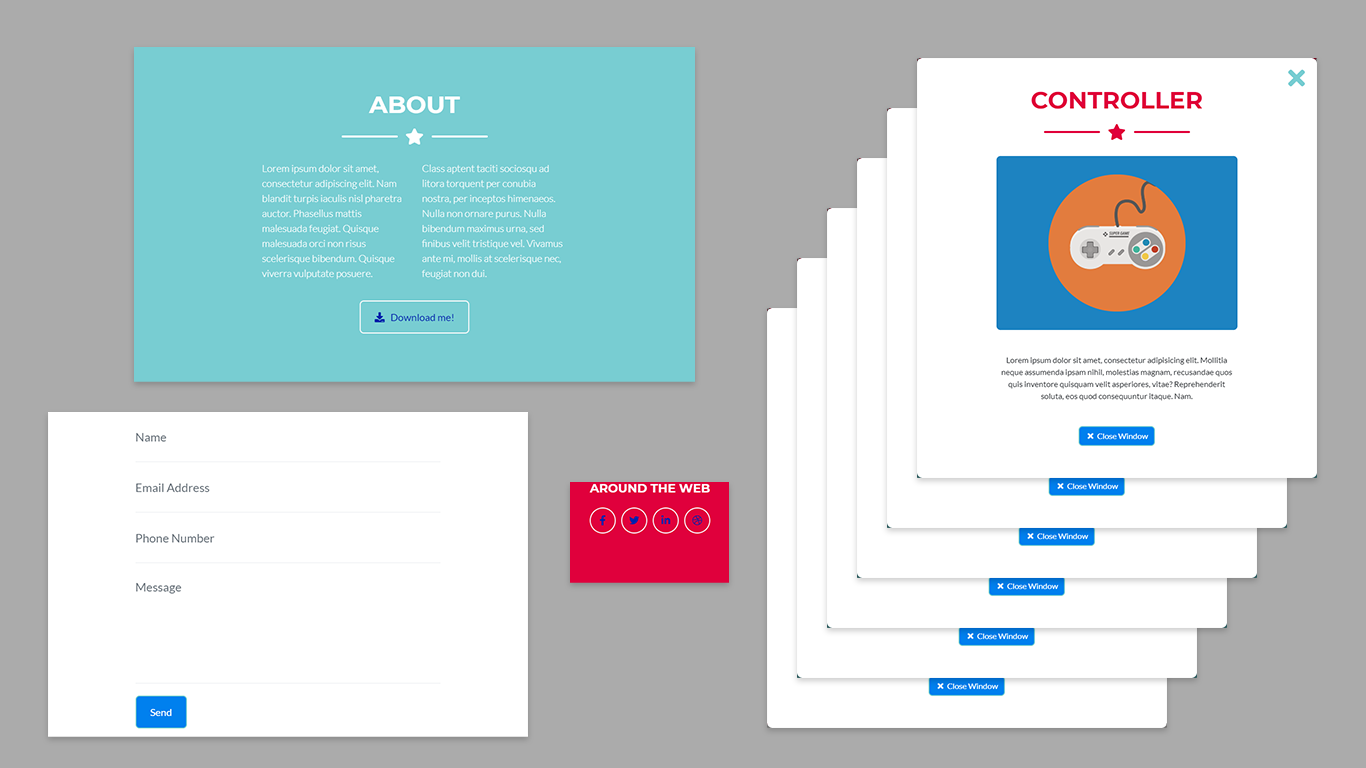 ABOUT
Lorem ipsum dolor sit amet,
consectetur adipiscing elit. Nam
blandit turpis iaculis nisl pharetra
auctor. Phasellus mattis
malesuada feugiat. Quisque
malesuada orci non risus
scelerisque bibendum. Quisque
viverra vulputate posuere.
Class aptent taciti sociosqu ad
litora torquent per conubia
nostra, per inceptos himenaeos.
Nulla non ornare purus. Nulla
bibendum maximus urna, sed
finibus velit tristique vel. Vivamus
ante mi, mollis at scelerisque nec,
feugiat non dui.
Download me!
Name
Email Address
Phone Number
Message
Send
AROUND THE WEB
CONTROLLER
SUPER GAME
Lorem ipsum dolor sit amet, consectetur adipisicing elit. Mollitia
neque assumenda ipsam nihil, molestias magnam, recusandae quos
quis inventore quisquam velit asperiores, vitae? Reprehenderit
soluta, eos quod consequuntur itaque. Nam.
Close Window
Close Window
Close Window
Close Window
Close Window
Close Window